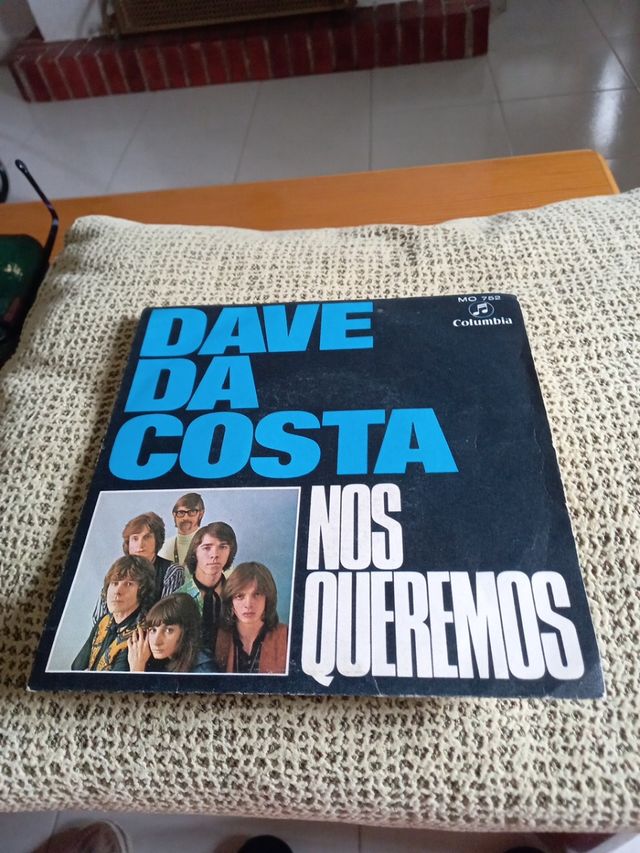 MO 752
Columbia
DAVE
DA
COSTA
NOS
QUEREMOS